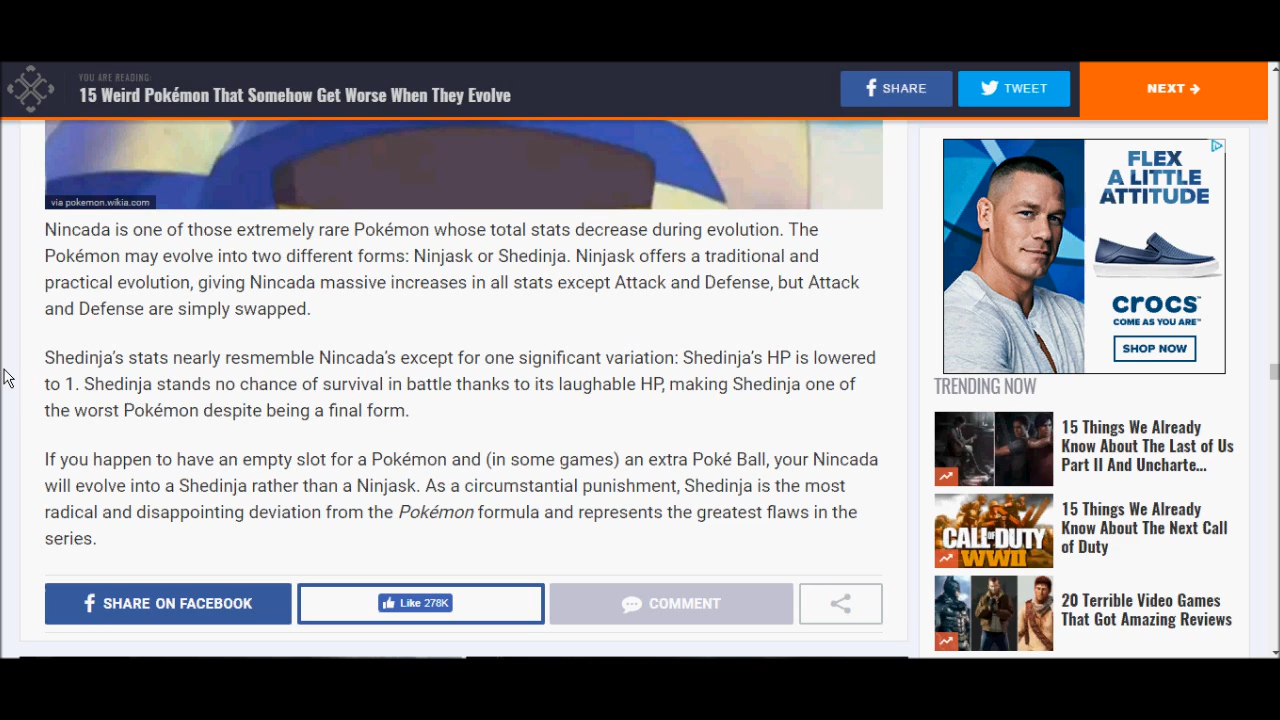 YOU ARE READING:
15 Weird Pokémon That Somehow Get Worse When They Evolve
SHARE
TWEET
NEXT →
via pokemon.wikia.com
Nincada is one of those extremely rare Pokémon whose total stats decrease during evolution. The
Pokémon may evolve into two different forms: Ninjask or Shedinja. Ninjask offers a traditional and
practical evolution, giving Nincada massive increases in all stats except Attack and Defense, but Attack
and Defense are simply swapped.
Shedinja's stats nearly resmemble Nincada's except for one significant variation: Shedinja's HP is lowered
to 1. Shedinja stands no chance of survival in battle thanks to its laughable HP, making Shedinja one of
the worst Pokémon despite being a final form.
If you happen to have an empty slot for a Pokémon and (in some games) an extra Poké Ball, your Nincada
will evolve into a Shedinja rather than a Ninjask. As a circumstantial punishment, Shedinja is the most
radical and disappointing deviation from the Pokémon formula and represents the greatest flaws in the
series.
SHARE ON FACEBOOK
Like 278K
COMMENT
FLEX
A LITTLE
ATTITUDE
crocs™
COME AS YOU ARE™
SHOP NOW
TRENDING NOW
15 Things We Already
Know About The Last of Us
Part II And Uncharte...
CALL OF DUTY
WWII
15 Things We Already
Know About The Next Call
of Duty
20 Terrible Video Games
That Got Amazing Reviews